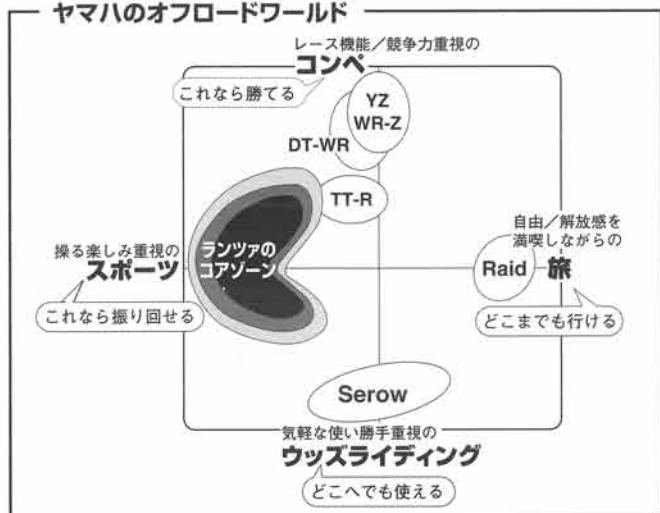 ヤマハのオフロードワールド
レース機能／競争力重視の
コンペ
これなら勝てる
YZ
WR-Z
DT-WR
TT-R
操る楽しみ重視の
スポーツ
これなら振り回せる
ランツァの
コアゾーン
自由／解放感を
満喫しながらの
Raid
旅
どこまでも行ける
Serow
気軽な使い勝手重視の
ウッズライディング
どこへでも使える